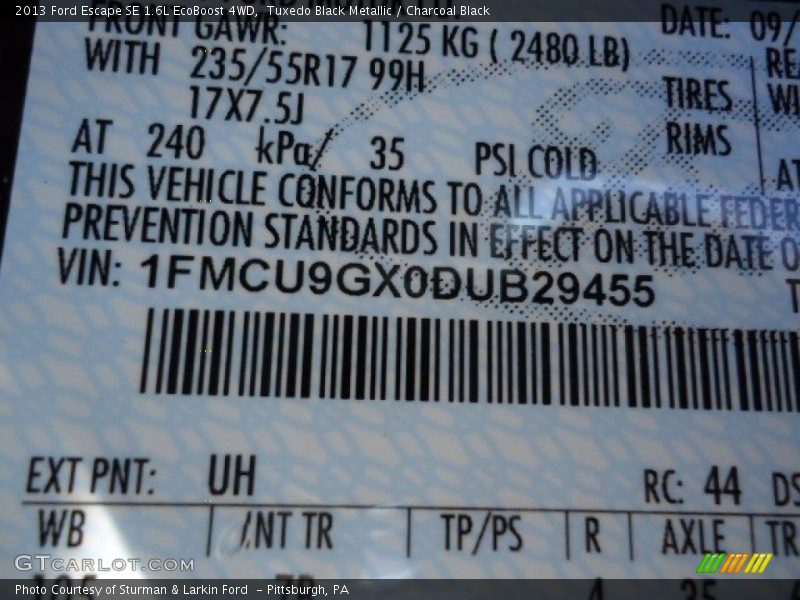 2013 Ford Escape SE 1.6L EcoBoost 4WD, , Tuxedo Black Metallic / Charcoal Black
FRONT GAWR: 1125 KG ( 2480 LB) DATE: 09/
WITH 235/55R17 99H TIRES
17X7.5J RIMS
AT 240 kPa/ 35 PSI COLD AT
THIS VEHICLE CONFORMS TO ALL APPLICABLE FEDER
PREVENTION STANDARDS IN EFFECT ON THE DATE O
VIN: 1FMCU9GX0DUB29455
EXT PNT: UH RC: 44 DS
WB INT TR TP/PS R AXLE TR
GTCARLOT.COM
Photo Courtesy of Sturman & Larkin Ford - Pittsburgh, PA